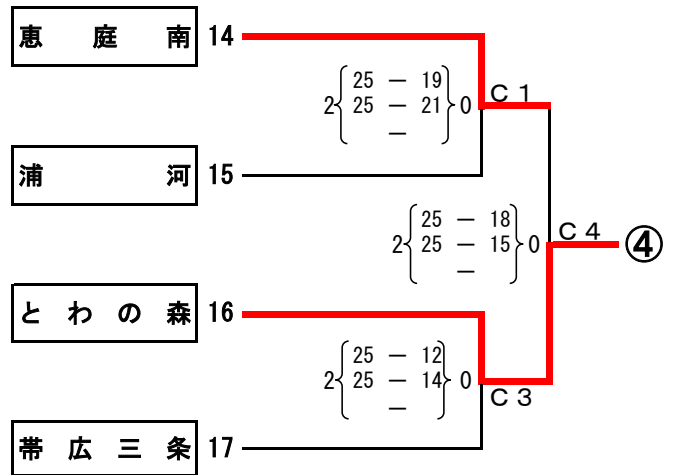 恵庭南 14
25 — 19
2 25 — 21 0 C1
—
浦河 15
25 — 18
2 25 — 15 0 C4 ④
—
とわの森 16
25 — 12
2 25 — 14 0 C3
—
帯広三条 17